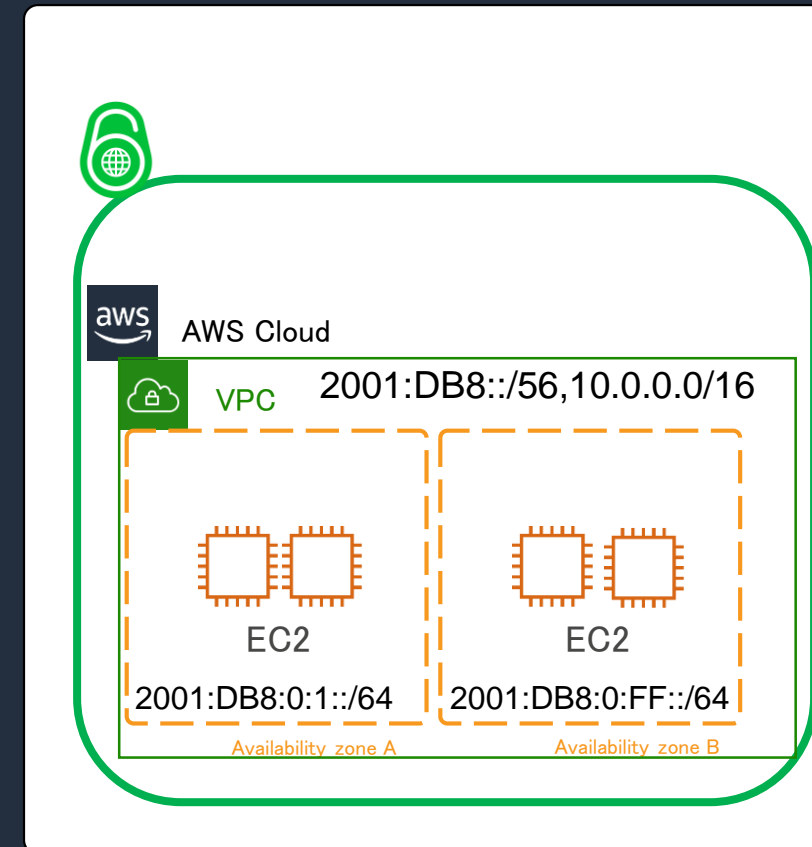 aws
AWS Cloud
VPC
2001:DB8::/56,10.0.0.0/16
EC2
EC2
2001:DB8:0:1::/64
2001:DB8:0:FF::/64
Availability zone A
Availability zone B